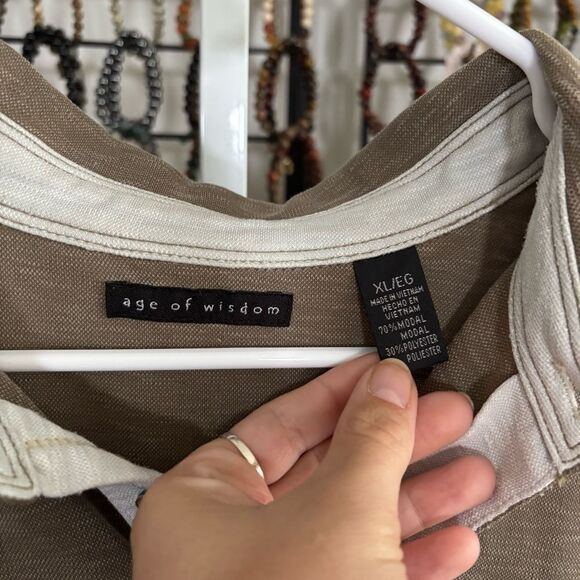 age of wisdom
XL/EG
MADE IN VIETNAM
HECHO EN
VIETNAM
70%MODAL
MODAL
30%POLYESTER
POLIESTER